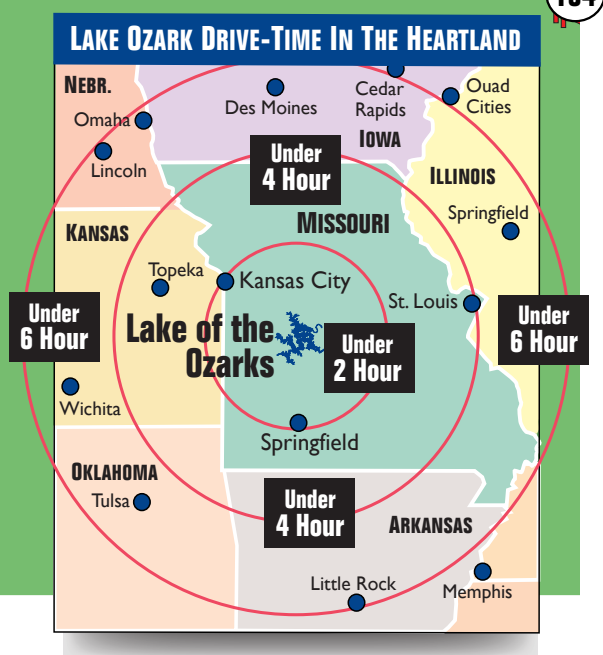 LAKE OZARK DRIVE-TIME IN THE HEARTLAND
NEBR.
Omaha
Lincoln
Des Moines
Cedar
Rapids
IOWA
Quad
Cities
Under
4 Hour
ILLINOIS
Springfield
MISSOURI
KANSAS
Topeka
Kansas City
St. Louis
Under
6 Hour
Lake of the
Ozarks
Under
2 Hour
Under
6 Hour
Wichita
Springfield
OKLAHOMA
Tulsa
Under
4 Hour
ARKANSAS
Little Rock
Memphis